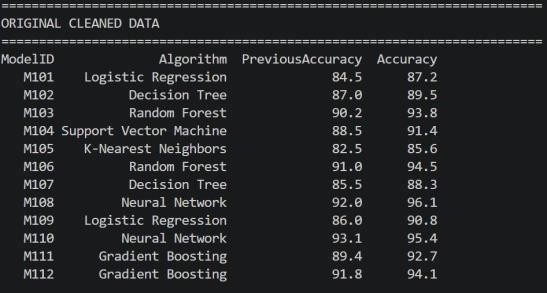 ======================================================================
ORIGINAL CLEANED DATA
======================================================================
ModelID              Algorithm  PreviousAccuracy  Accuracy
   M101    Logistic Regression              84.5      87.2
   M102          Decision Tree              87.0      89.5
   M103          Random Forest              90.2      93.8
   M104 Support Vector Machine              88.5      91.4
   M105    K-Nearest Neighbors              82.5      85.6
   M106          Random Forest              91.0      94.5
   M107          Decision Tree              85.5      88.3
   M108         Neural Network              92.0      96.1
   M109    Logistic Regression              86.0      90.8
   M110         Neural Network              93.1      95.4
   M111      Gradient Boosting              89.4      92.7
   M112      Gradient Boosting              91.8      94.1